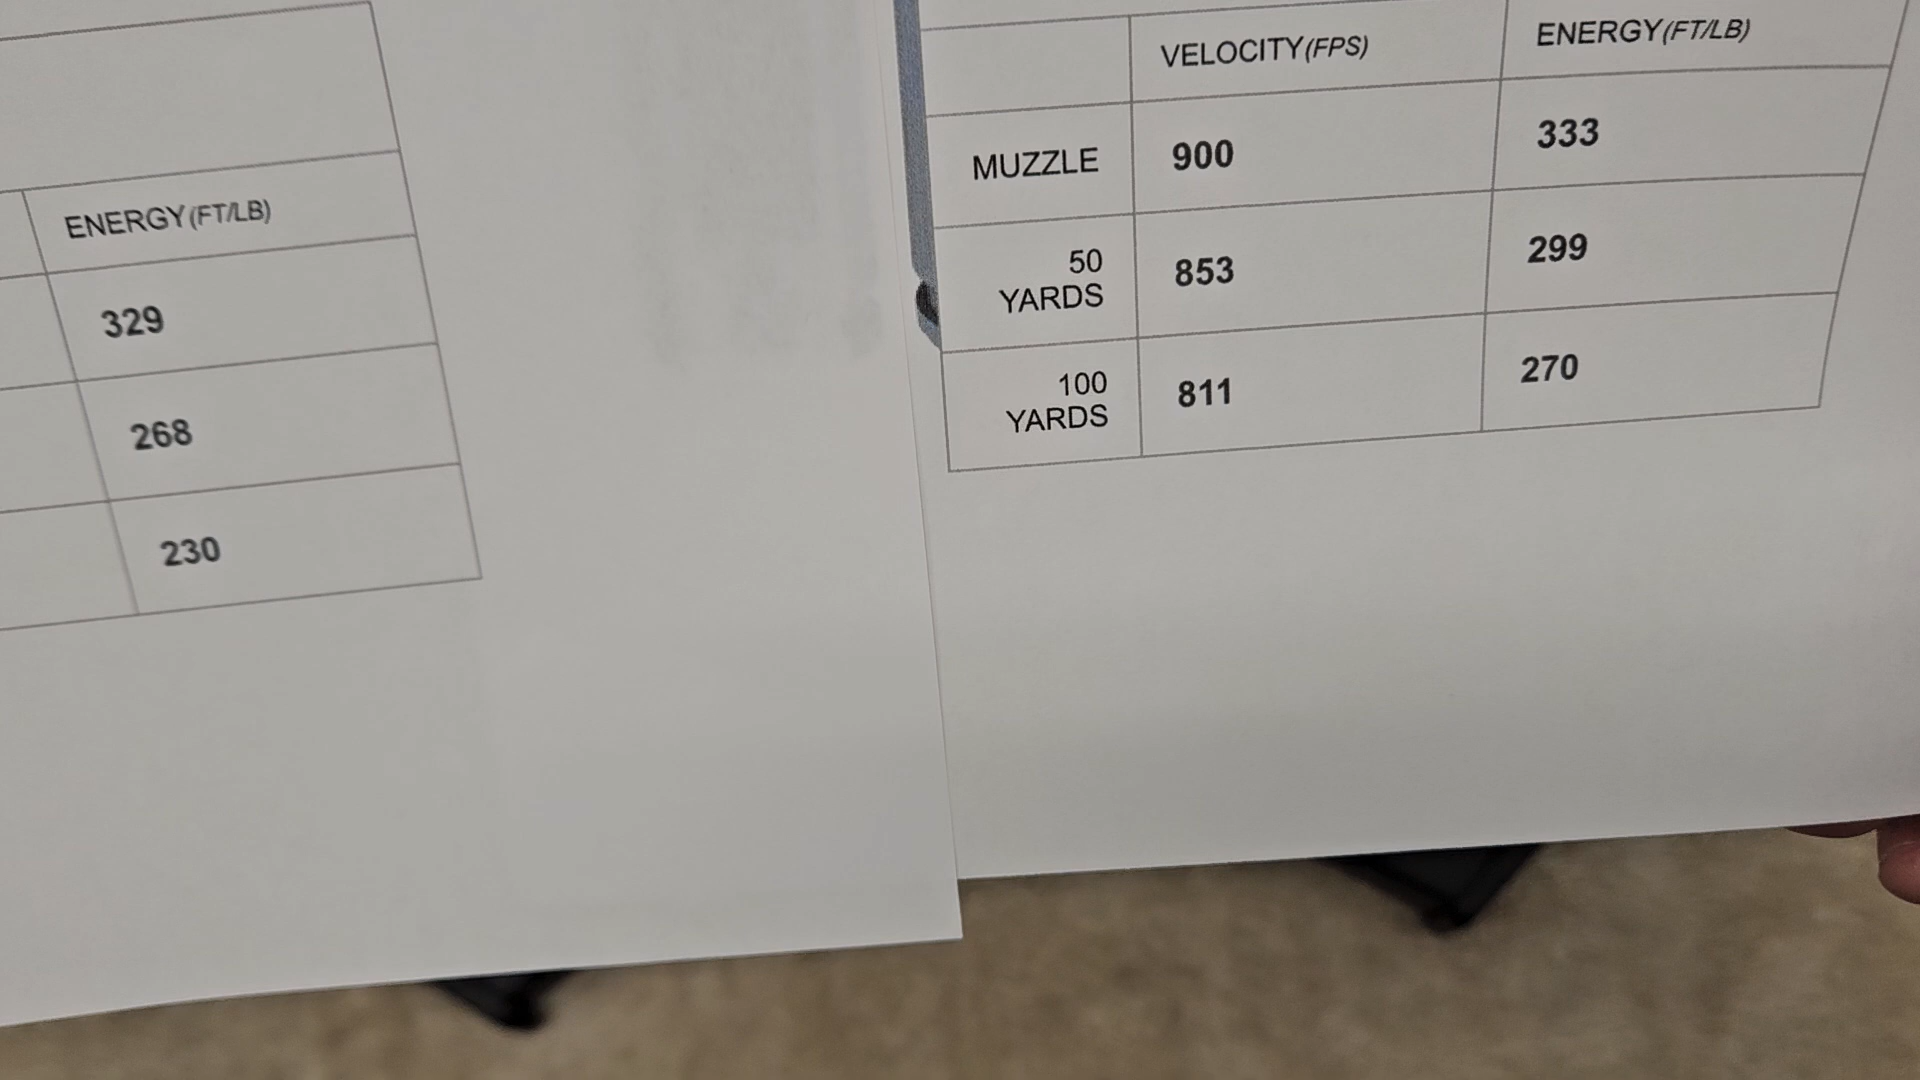 ENERGY(FT/LB)
329
268
230
VELOCITY(FPS) ENERGY(FT/LB)
MUZZLE 900 333
50
YARDS 853 299
100
YARDS 811 270